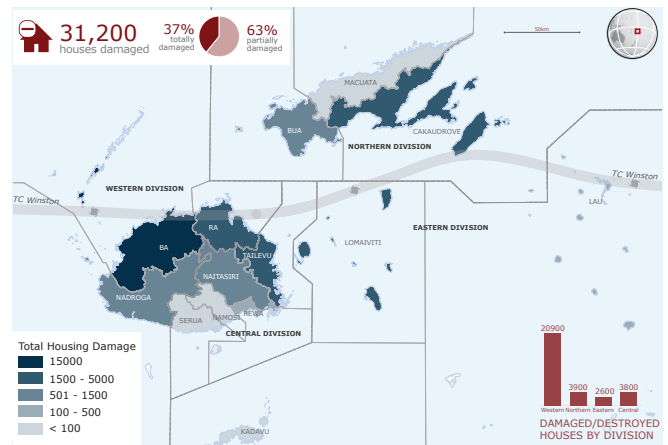 31,200
houses damaged
37%
totally
damaged
63%
partially
damaged
50km
MACUATA
BUA
CAKAUDROVE
NORTHERN DIVISION
TC Winston
WESTERN DIVISION
TC Winston
LAU
RA
EASTERN DIVISION
BA
LOMAIVITI
TAILEVU
NAITASIRI
NADROGA
REWA
NAMOSI
SERUA
CENTRAL DIVISION
KADAVU
Total Housing Damage
15000
1500 - 5000
501 - 1500
100 - 500
< 100
20900
3900
2600
3800
Western Northern Eastern Central
DAMAGED/DESTROYED
HOUSES BY DIVISION